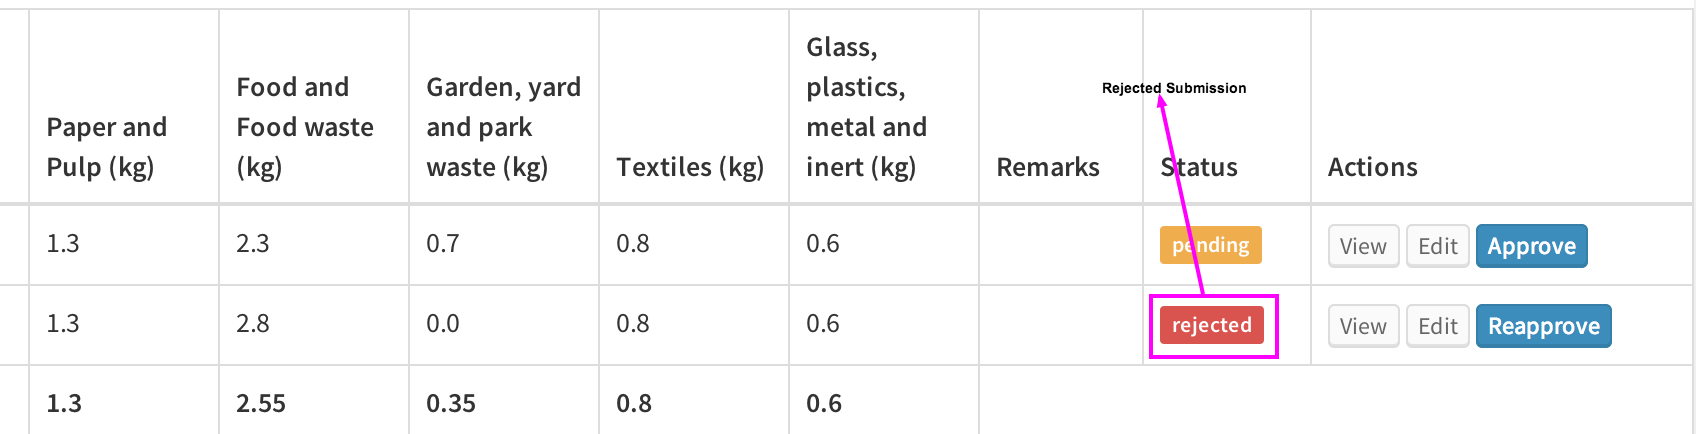 Paper and
Pulp (kg)
Food and
Food waste
(kg)
Garden, yard
and park
waste (kg)
Textiles (kg)
Glass,
plastics,
metal and
inert (kg)
Remarks
Rejected Submission
Status
Actions
1.3 2.3 0.7 0.8 0.6 pending View Edit Approve
1.3 2.8 0.0 0.8 0.6 rejected View Edit Reapprove
1.3 2.55 0.35 0.8 0.6